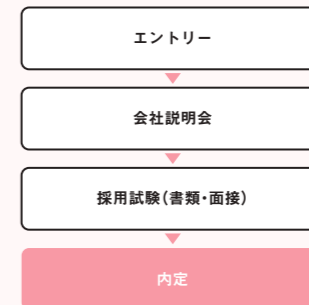 エントリー
会社説明会
採用試験（書類・面接）
内定